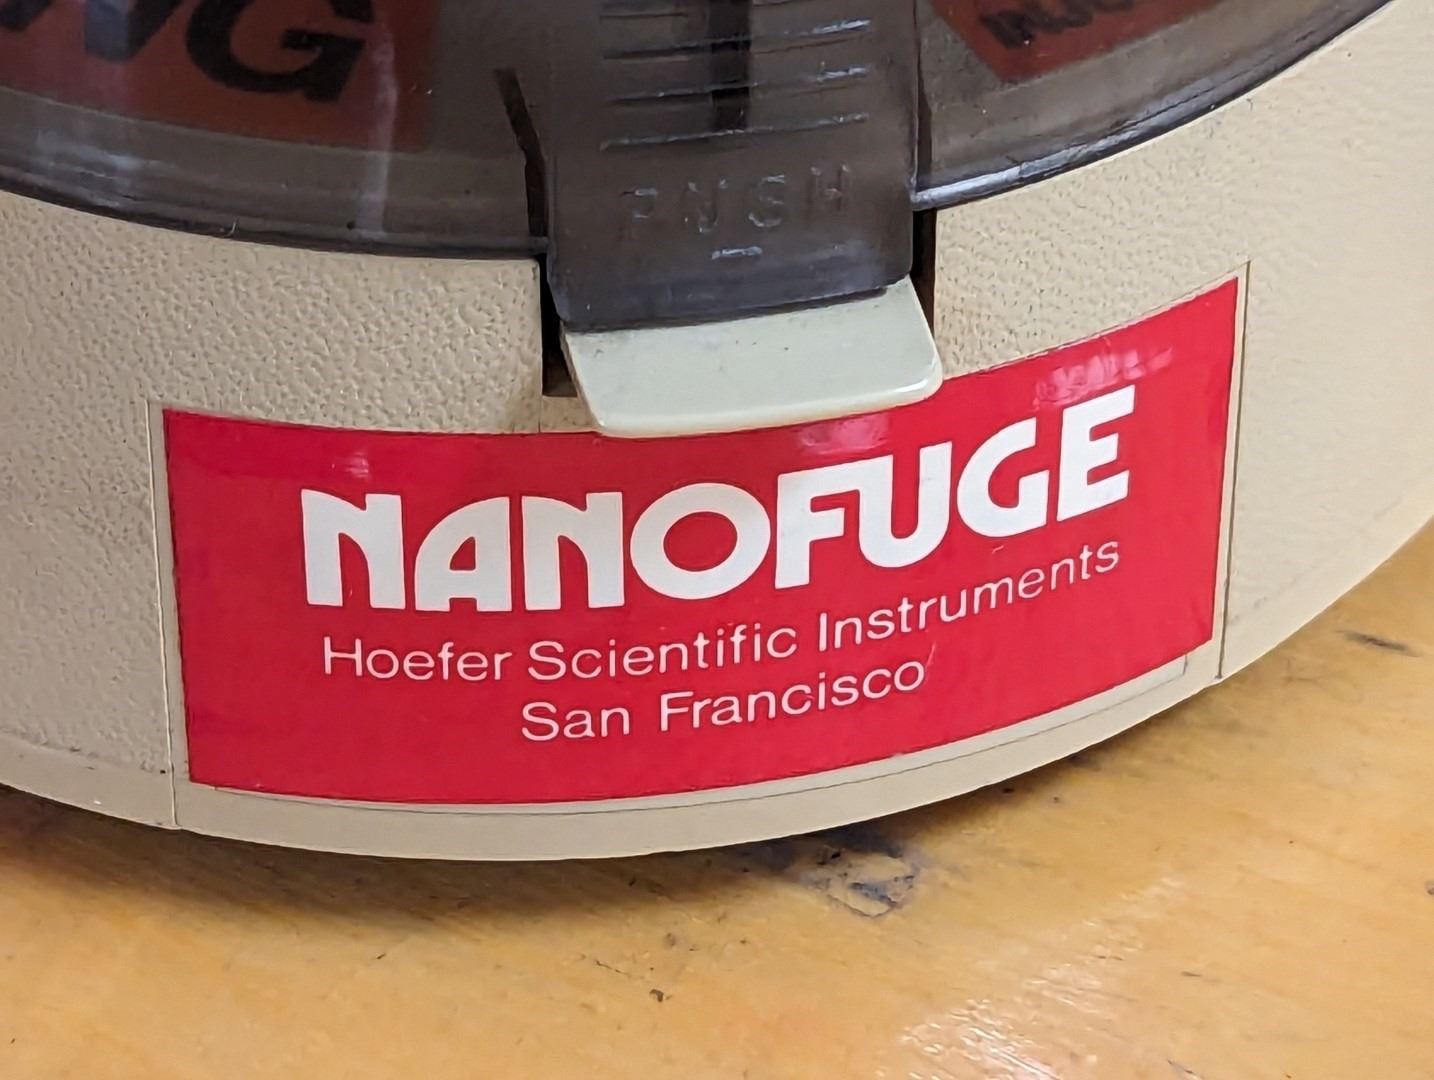 PUSH
NANOFUGE
Hoefer Scientific Instruments
San Francisco